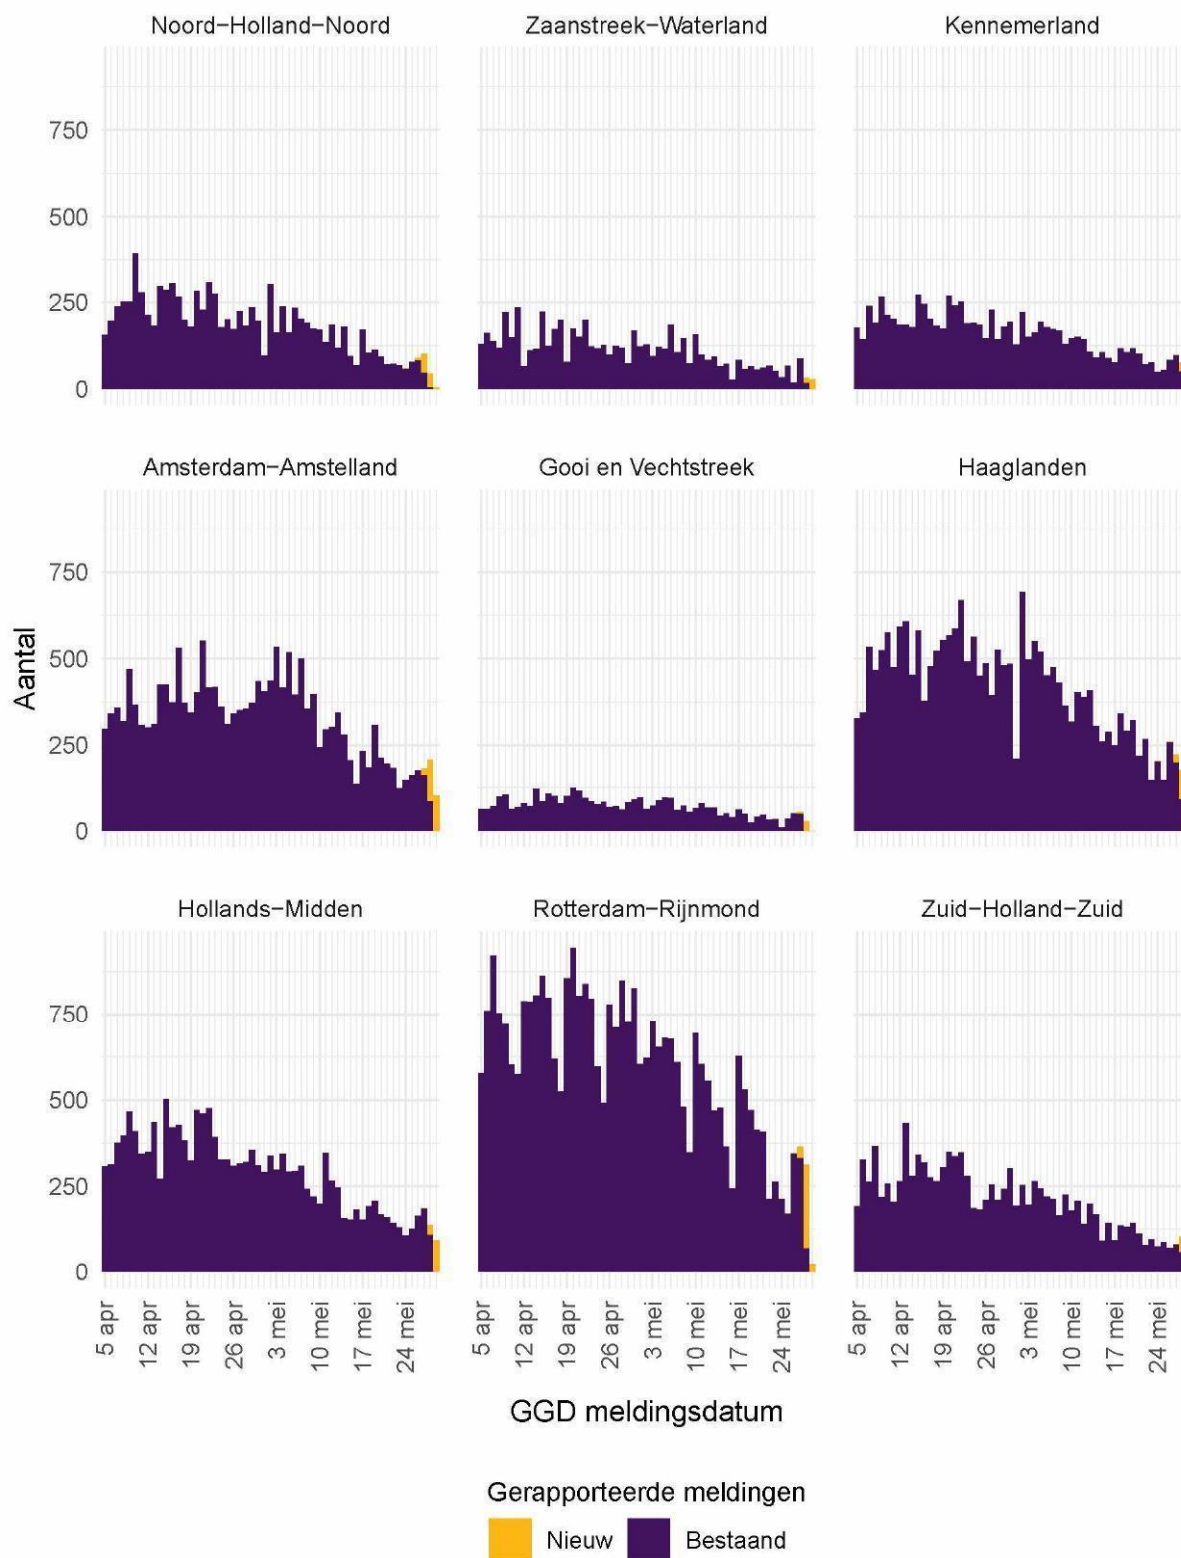 Noord-Holland-Noord
Zaanstreek-Waterland
Kennemerland
750
500
250
0
Amsterdam-Amstelland
Gooi en Vechtstreek
Haaglanden
750
500
250
0
Aantal
Hollands-Midden
Rotterdam-Rijnmond
Zuid-Holland-Zuid
750
500
250
0
5 apr
12 apr
19 apr
26 apr
3 mei
10 mei
17 mei
24 mei
5 apr
12 apr
19 apr
26 apr
3 mei
10 mei
17 mei
24 mei
5 apr
12 apr
19 apr
26 apr
3 mei
10 mei
17 mei
24 mei
GGD meldingsdatum
Gerapporteerde meldingen
Nieuw Bestaand